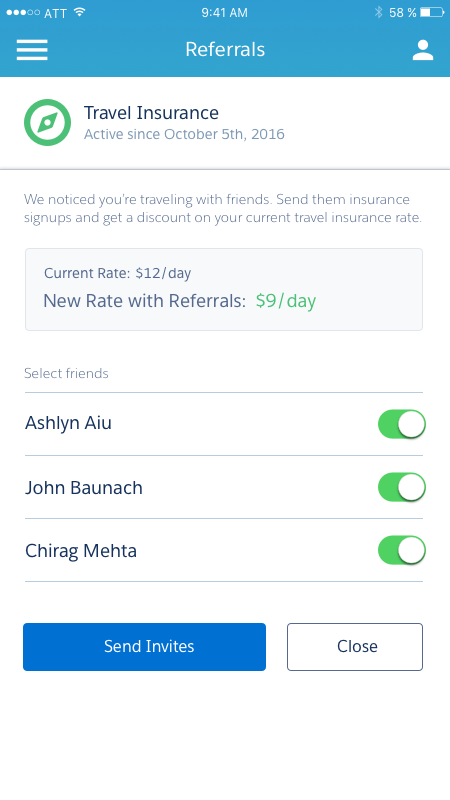 ATT 9:41 AM 58 %
Referrals
Travel Insurance
Active since October 5th, 2016
We noticed you’re traveling with friends. Send them insurance
signups and get a discount on your current travel insurance rate.
Current Rate: $12/day
New Rate with Referrals: $9/day
Select friends
Ashlyn Aiu
John Baunach
Chirag Mehta
Send Invites Close